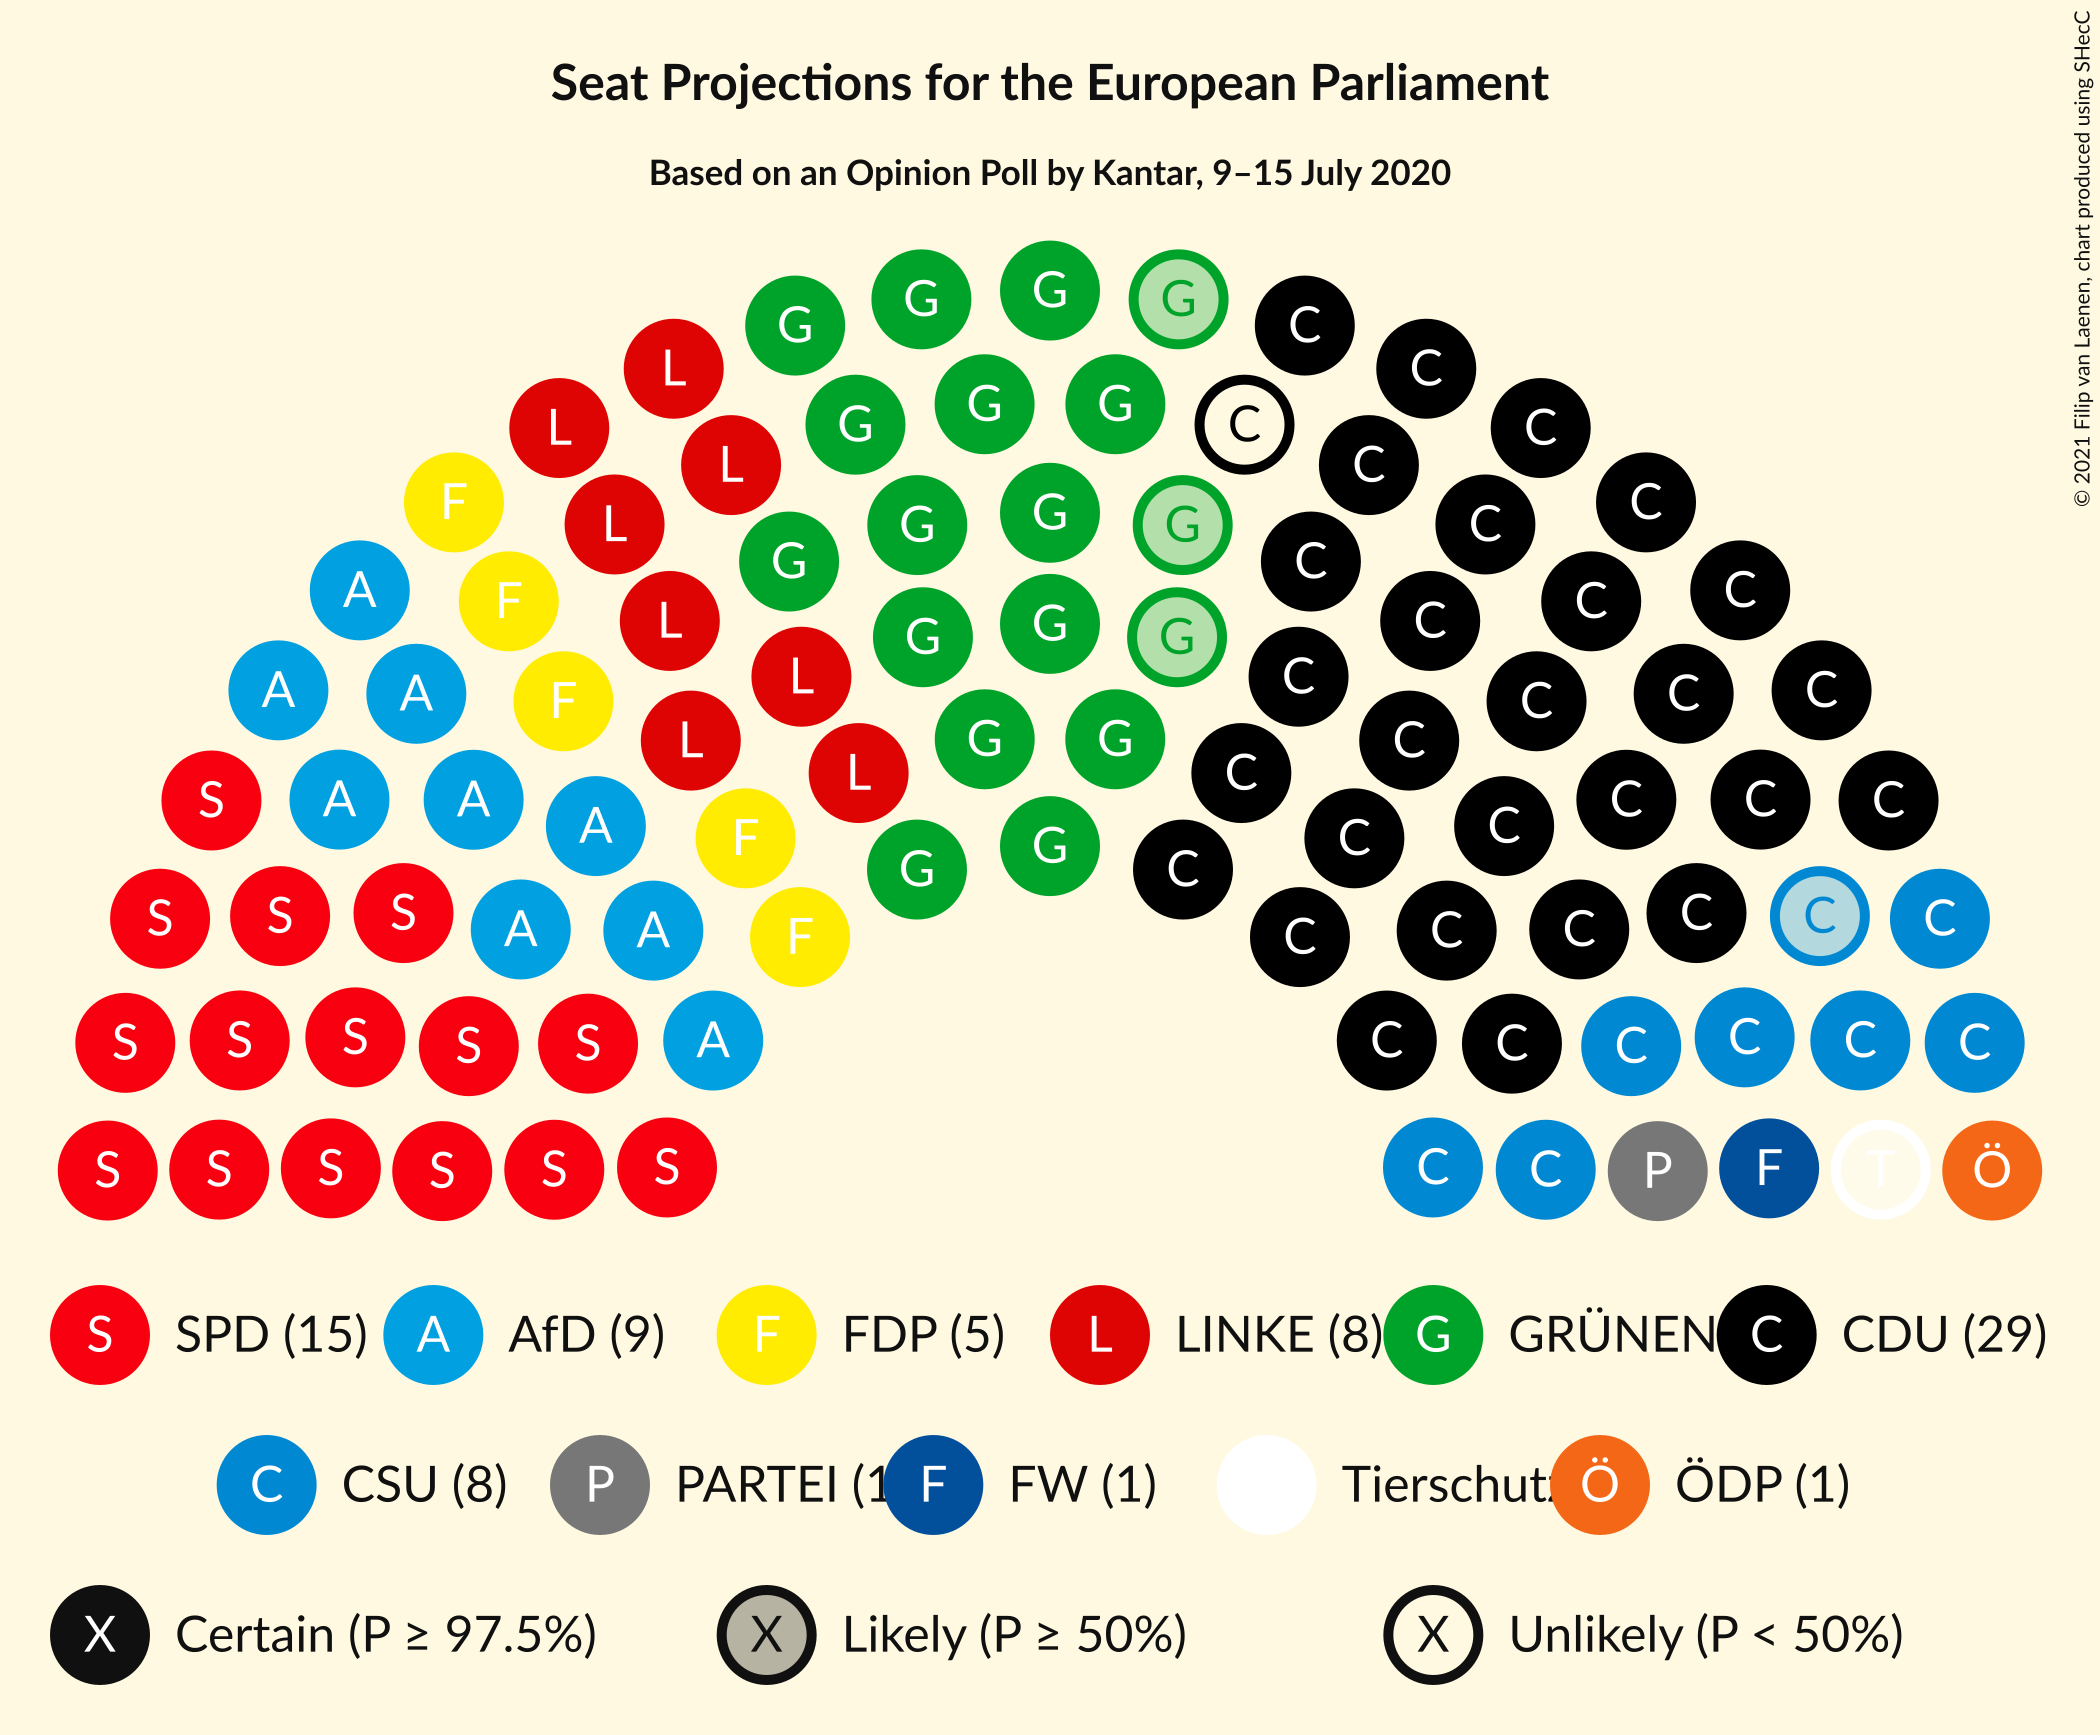 Seat Projections for the European Parliament
Based on an Opinion Poll by Kantar, 9–15 July 2020
© 2021 Filip van Laenen, chart produced using SHecC
G G G G C
L G G G C C
L L G G G C C C
F L G G G G C C C
A F L G G G C C C C
A A F L L G G C C C C C
S A A A F L G G C C C C C C
S S S A A F C C C C C C
S S S S S A C C C C C C
S S S S S S C C P F T Ö
S SPD (15) A AfD (9) F FDP (5) L LINKE (8) G GRÜNEN C CDU (29)
C CSU (8) P PARTEI (1 F FW (1) Tierschutz Ö ÖDP (1)
X Certain (P ≥ 97.5%) X Likely (P ≥ 50%) X Unlikely (P < 50%)